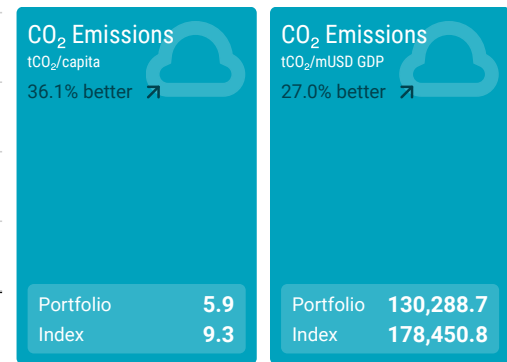 CO₂ Emissions
tCO₂/capita
36.1% better
Portfolio 5.9
Index 9.3
CO₂ Emissions
tCO₂/mUSD GDP
27.0% better
Portfolio 130,288.7
Index 178,450.8